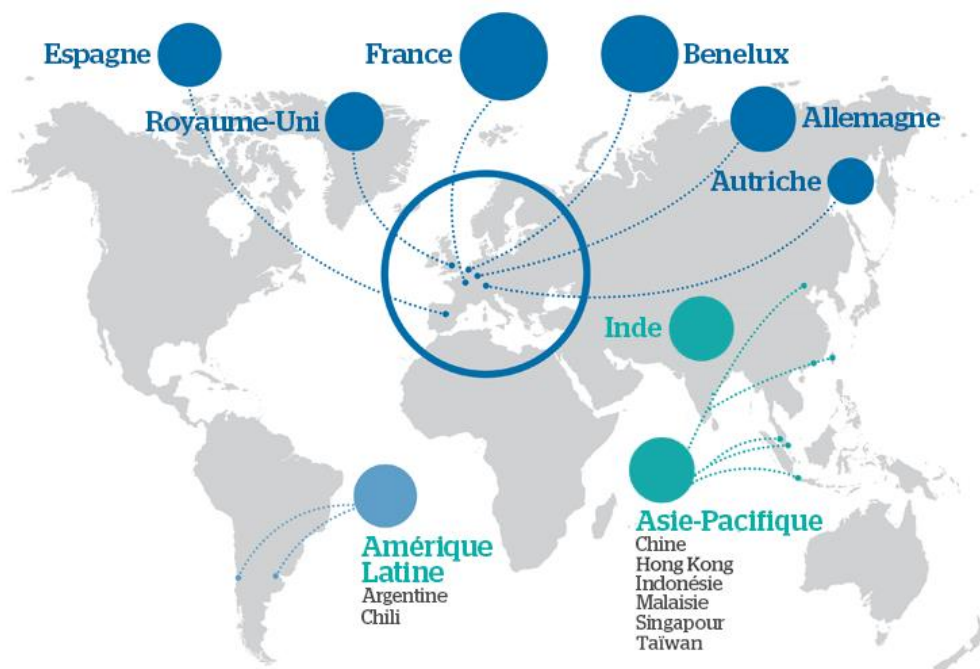 Espagne
France
Benelux
Royaume-Uni
Allemagne
Autriche
Inde
Asie-Pacifique
Chine
Hong Kong
Indonésie
Malaisie
Singapour
Taïwan
Amérique
Latine
Argentine
Chili